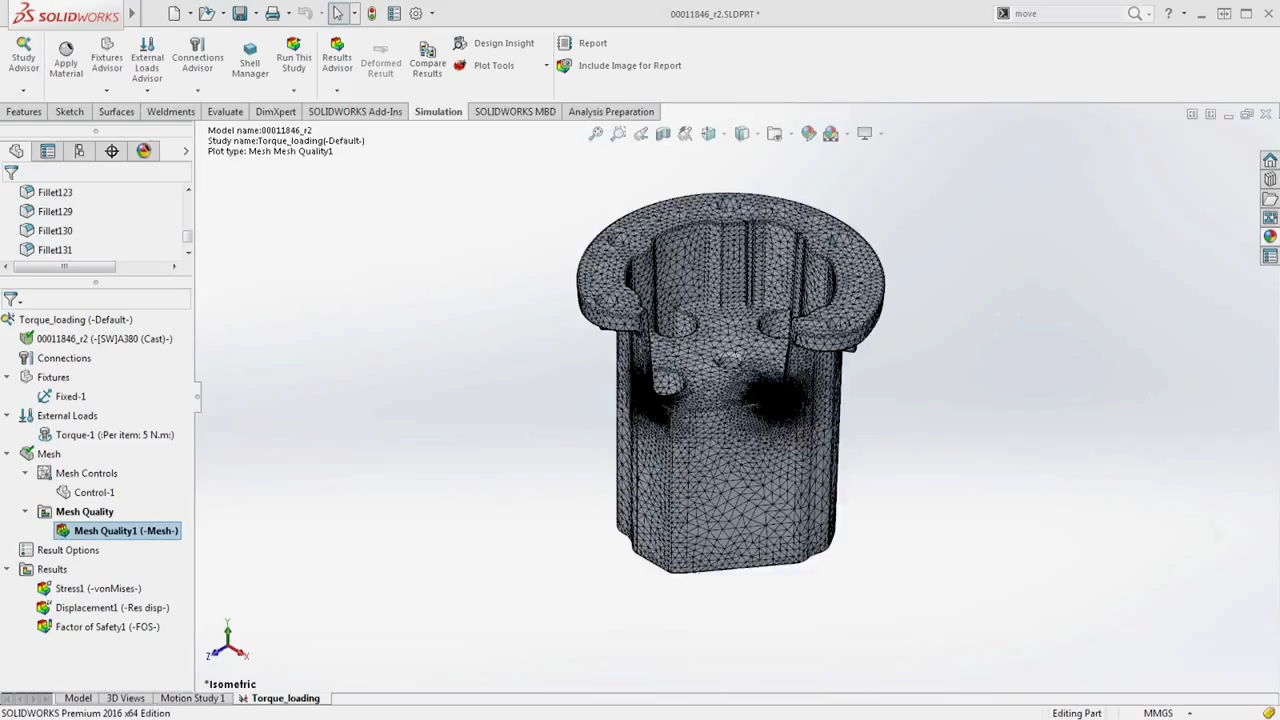 SOLIDWORKS
00011846_r2.SLDPRT *
move
Study Advisor
Apply Material
Fixtures Advisor
External Loads Advisor
Connections Advisor
Shell Manager
Run This Study
Results Advisor
Deformed Result
Compare Results
Design Insight
Plot Tools
Report
Include Image for Report
Features
Sketch
Surfaces
Weldments
Evaluate
DimXpert
SOLIDWORKS Add-Ins
Simulation
SOLIDWORKS MBD
Analysis Preparation
Model name:00011846_r2
Study name:Torque_loading(-Default-)
Plot type: Mesh Mesh Quality1
Fillet123
Fillet129
Fillet130
Fillet131
Torque_loading (-Default-)
00011846_r2 (-[SW]A380 (Cast)-)
Connections
Fixtures
Fixed-1
External Loads
Torque-1 (:Per item: 5 N.m:)
Mesh
Mesh Controls
Control-1
Mesh Quality
Mesh Quality1 (-Mesh-)
Result Options
Results
Stress1 (-vonMises-)
Displacement1 (-Res disp-)
Factor of Safety1 (-FOS-)
Y
Z
X
*Isometric
Model
3D Views
Motion Study 1
Torque_loading
SOLIDWORKS Premium 2016 x64 Edition
Editing Part
MMGS